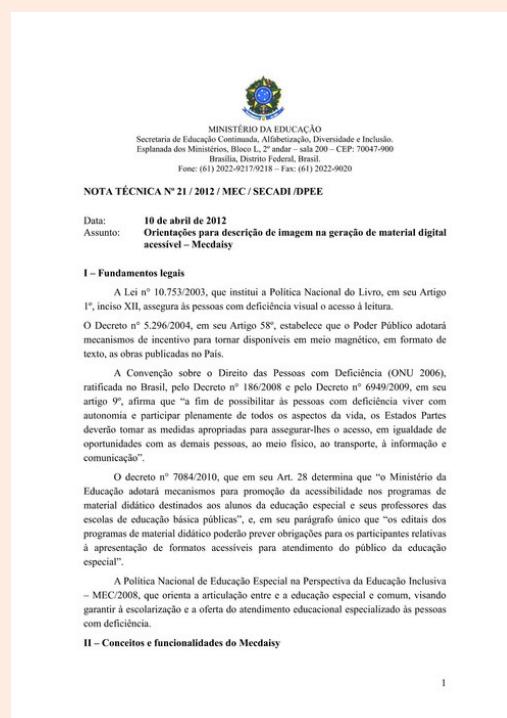 MINISTÉRIO DA EDUCAÇÃO
Secretaria de Educação Continuada, Alfabetização, Diversidade e Inclusão.
Esplanada dos Ministérios, Bloco L, 2º andar – sala 200 – CEP: 70047-900
Brasília, Distrito Federal, Brasil.
Fone: (61) 2022-9217/9218 – Fax: (61) 2022-9020
NOTA TÉCNICA Nº 21 / 2012 / MEC / SECADI /DPEE
Data: 10 de abril de 2012
Assunto: Orientações para descrição de imagem na geração de material digital
acessível – Mecdaisy
I – Fundamentos legais
A Lei n° 10.753/2003, que institui a Política Nacional do Livro, em seu Artigo
1º, inciso XII, assegura às pessoas com deficiência visual o acesso à leitura.
O Decreto n° 5.296/2004, em seu Artigo 58º, estabelece que o Poder Público adotará
mecanismos de incentivo para tornar disponíveis em meio magnético, em formato de
texto, as obras publicadas no País.
A Convenção sobre o Direito das Pessoas com Deficiência (ONU 2006),
ratificada no Brasil, pelo Decreto n° 186/2008 e pelo Decreto n° 6949/2009, em seu
artigo 9º, afirma que “a fim de possibilitar às pessoas com deficiência viver com
autonomia e participar plenamente de todos os aspectos da vida, os Estados Partes
deverão tomar as medidas apropriadas para assegurar-lhes o acesso, em igualdade de
oportunidades com as demais pessoas, ao meio físico, ao transporte, à informação e
comunicação”.
O decreto n° 7084/2010, que em seu Art. 28 determina que “o Ministério da
Educação adotará mecanismos para promoção da acessibilidade nos programas de
material didático destinados aos alunos da educação especial e seus professores das
escolas de educação básica públicas”, e, em seu parágrafo único que “os editais dos
programas de material didático poderão prever obrigações para os participantes relativas
à apresentação de formatos acessíveis para atendimento do público da educação
especial”.
A Política Nacional de Educação Especial na Perspectiva da Educação Inclusiva
– MEC/2008, que orienta a articulação entre e a educação especial e comum, visando
garantir à escolarização e a oferta do atendimento educacional especializado às pessoas
com deficiência.
II – Conceitos e funcionalidades do Mecdaisy
1